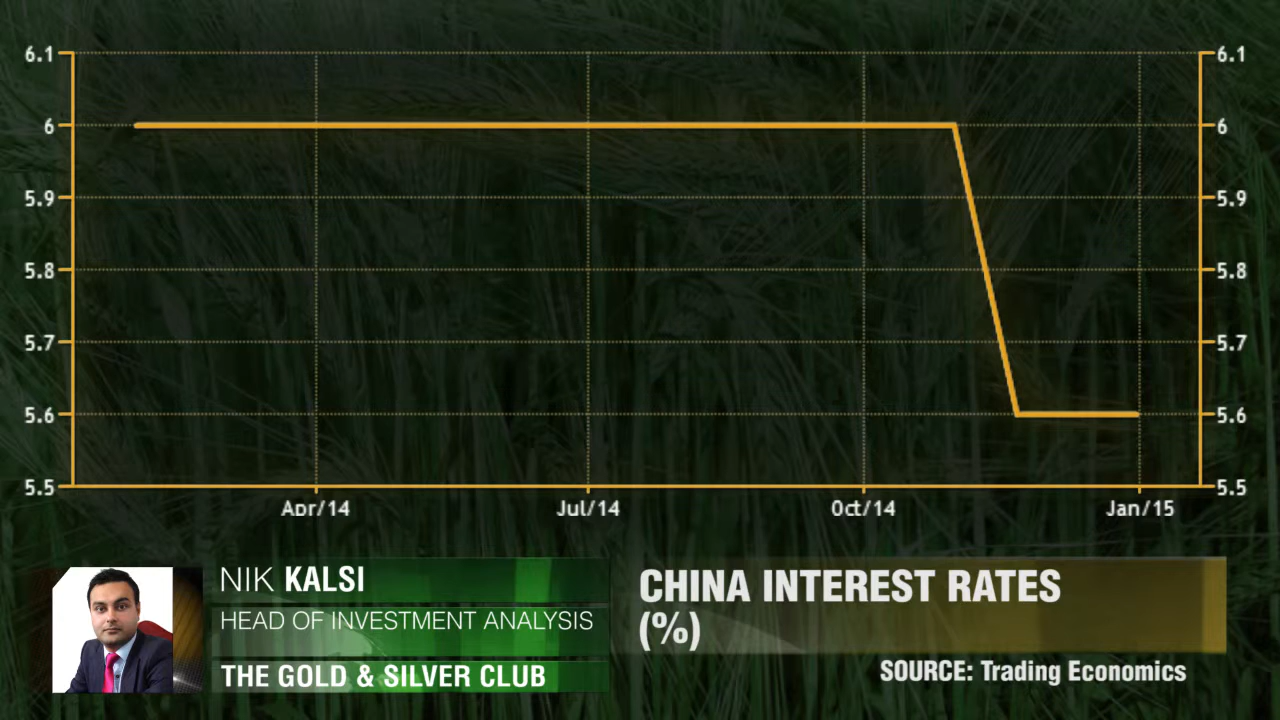 6.1 6.1
6 6
5.9 5.9
5.8 5.8
5.7 5.7
5.6 5.6
5.5 5.5
Apr/14 Jul/14 Oct/14 Jan/15
NIK KALSI
HEAD OF INVESTMENT ANALYSIS
THE GOLD & SILVER CLUB
CHINA INTEREST RATES
(%)
SOURCE: Trading Economics